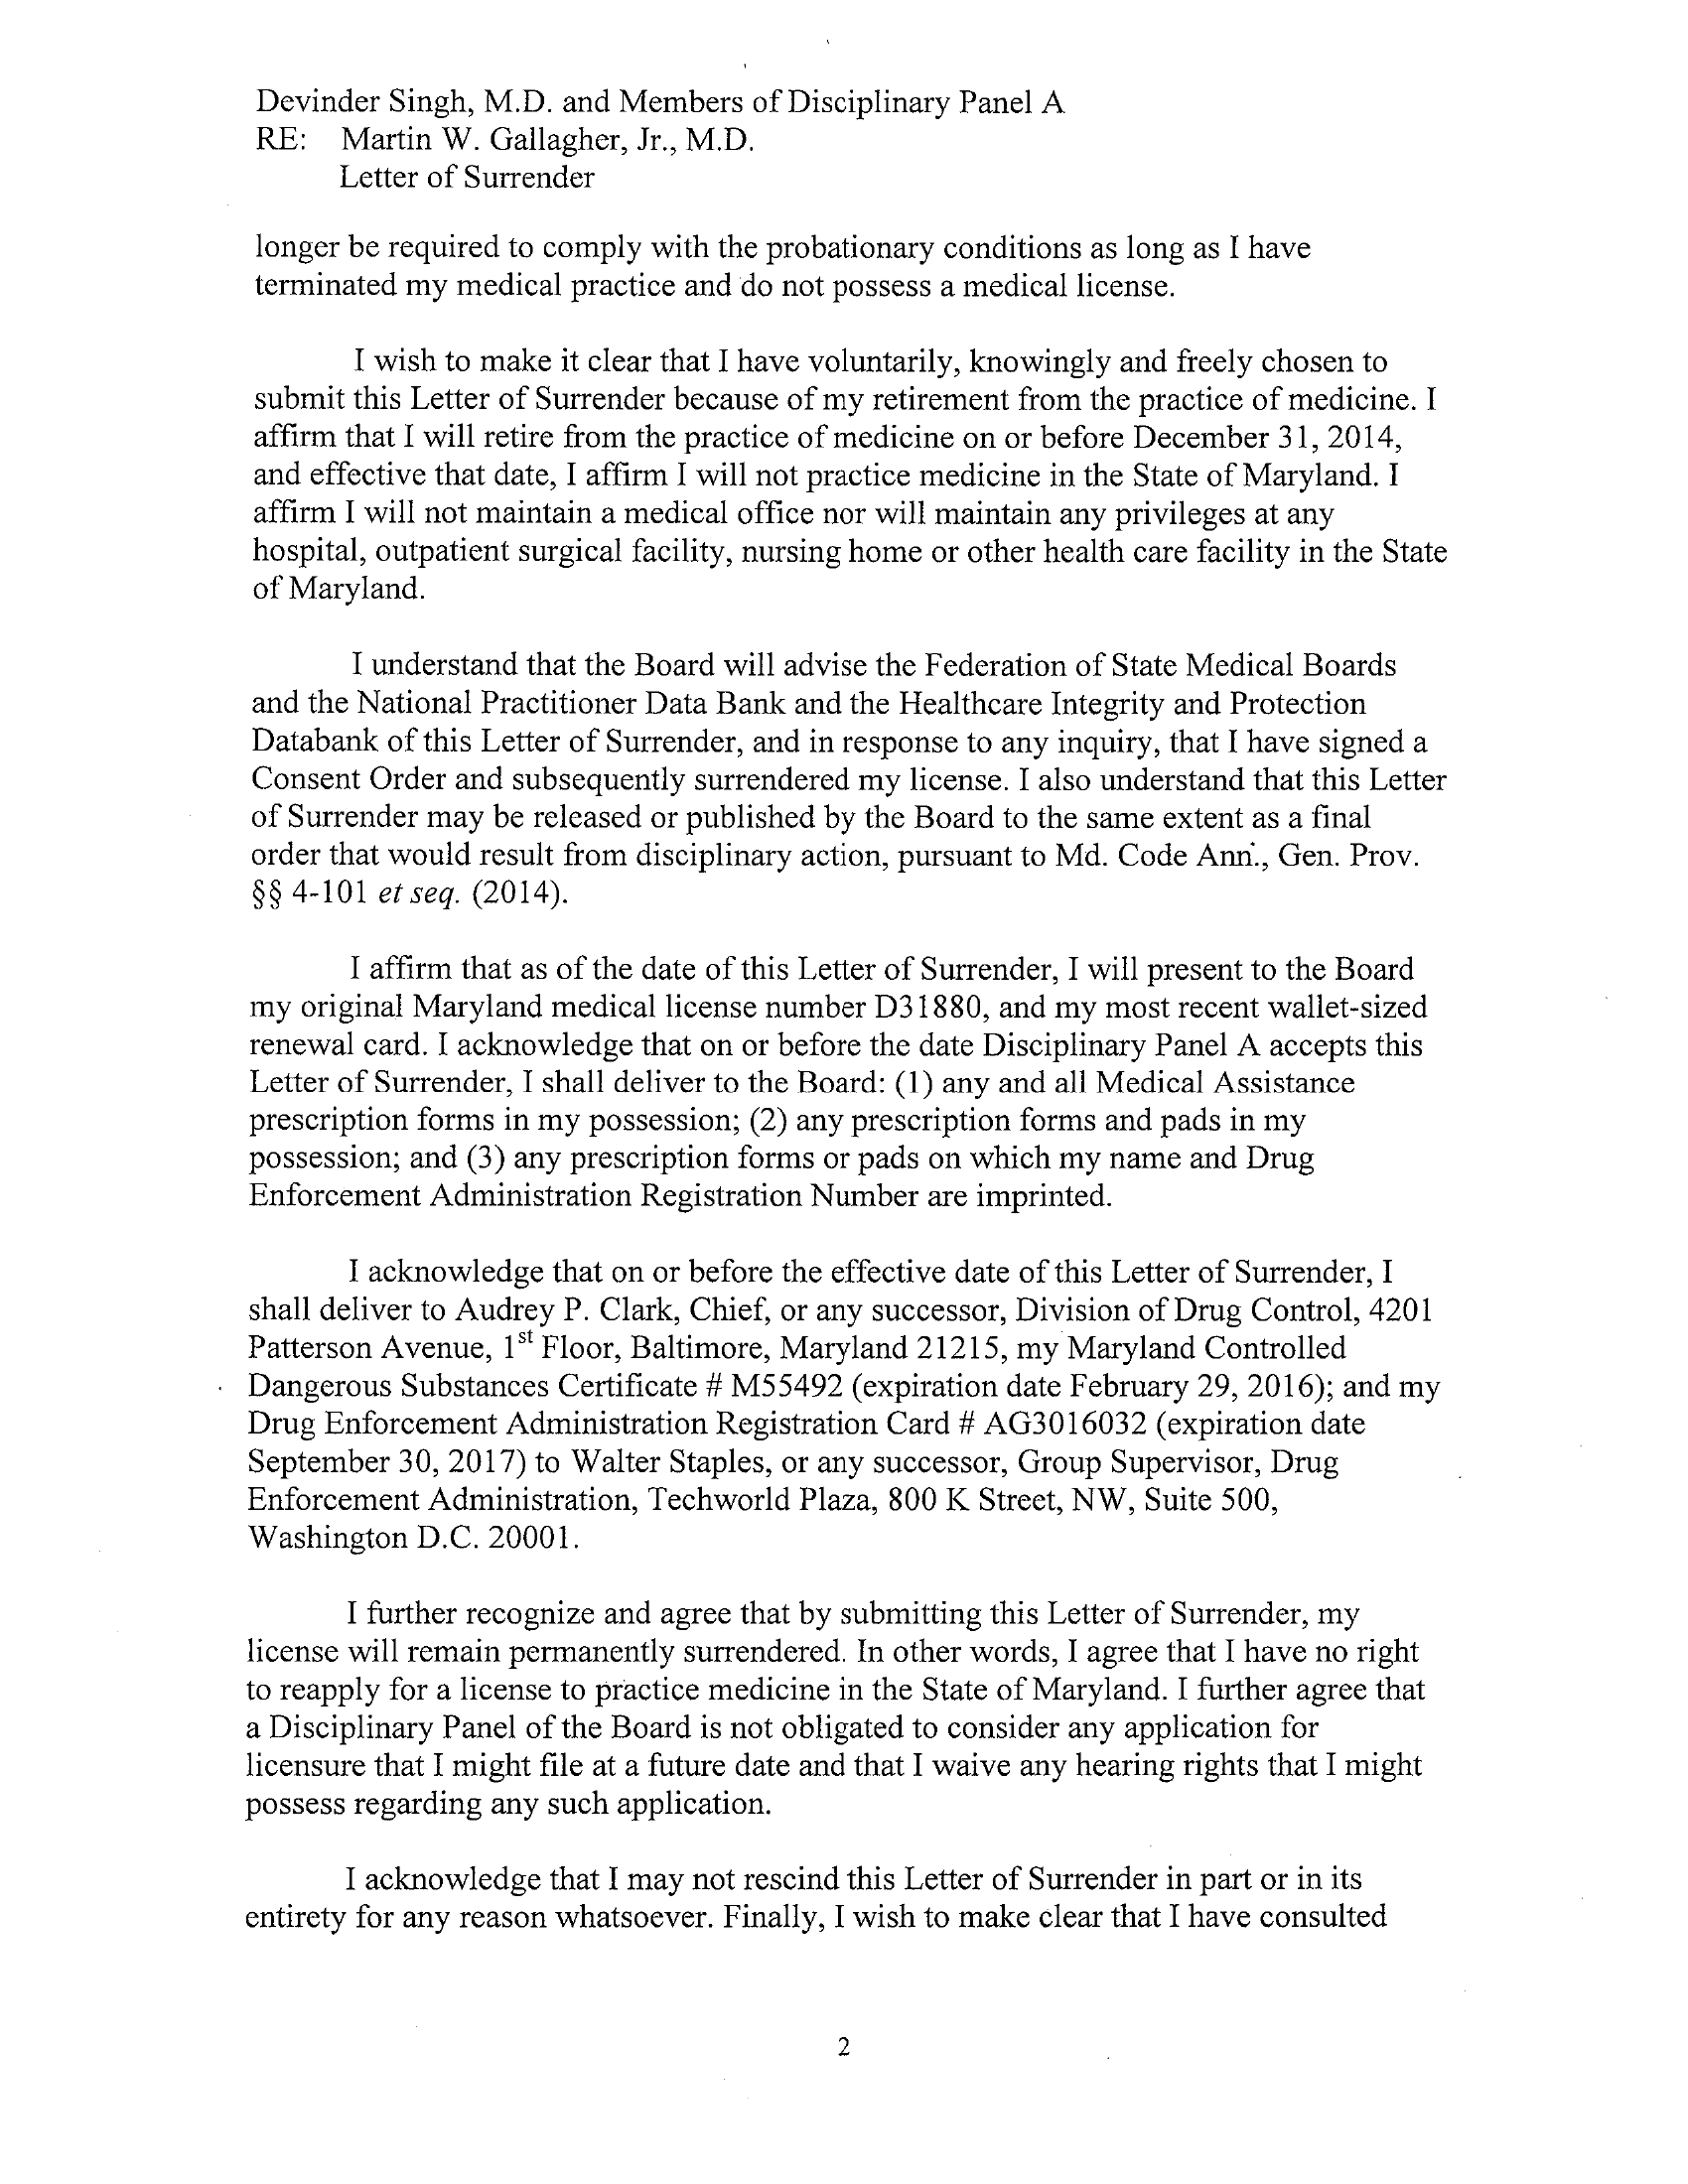 Devinder Singh, M.D. and Members of Disciplinary Panel A
RE: Martin W. Gallagher, Jr., M.D.
Letter of Surrender
longer be required to comply with the probationary conditions as long as I have
terminated my medical practice and do not possess a medical license.
I wish to make it clear that I have voluntarily, knowingly and freely chosen to
submit this Letter of Surrender because of my retirement from the practice of medicine. I
affirm that I will retire from the practice of medicine on or before December 31, 2014,
and effective that date, I affirm I will not practice medicine in the State of Maryland. I
affirm I will not maintain a medical office nor will maintain any privileges at any
hospital, outpatient surgical facility, nursing home or other health care facility in the State
of Maryland.
I understand that the Board will advise the Federation of State Medical Boards
and the National Practitioner Data Bank and the Healthcare Integrity and Protection
Databank of this Letter of Surrender, and in response to any inquiry, that I have signed a
Consent Order and subsequently surrendered my license. I also understand that this Letter
of Surrender may be released or published by the Board to the same extent as a final
order that would result from disciplinary action, pursuant to Md. Code Ann., Gen. Prov.
§§ 4-101 et seq. (2014).
I affirm that as of the date of this Letter of Surrender, I will present to the Board
my original Maryland medical license number D31880, and my most recent wallet-sized
renewal card. I acknowledge that on or before the date Disciplinary Panel A accepts this
Letter of Surrender, I shall deliver to the Board: (1) any and all Medical Assistance
prescription forms in my possession; (2) any prescription forms and pads in my
possession; and (3) any prescription forms or pads on which my name and Drug
Enforcement Administration Registration Number are imprinted.
I acknowledge that on or before the effective date of this Letter of Surrender, I
shall deliver to Audrey P. Clark, Chief, or any successor, Division of Drug Control, 4201
Patterson Avenue, 1st Floor, Baltimore, Maryland 21215, my Maryland Controlled
Dangerous Substances Certificate # M55492 (expiration date February 29, 2016); and my
Drug Enforcement Administration Registration Card # AG3016032 (expiration date
September 30, 2017) to Walter Staples, or any successor, Group Supervisor, Drug
Enforcement Administration, Techworld Plaza, 800 K Street, NW, Suite 500,
Washington D.C. 20001.
I further recognize and agree that by submitting this Letter of Surrender, my
license will remain permanently surrendered. In other words, I agree that I have no right
to reapply for a license to practice medicine in the State of Maryland. I further agree that
a Disciplinary Panel of the Board is not obligated to consider any application for
licensure that I might file at a future date and that I waive any hearing rights that I might
possess regarding any such application.
I acknowledge that I may not rescind this Letter of Surrender in part or in its
entirety for any reason whatsoever. Finally, I wish to make clear that I have consulted
2